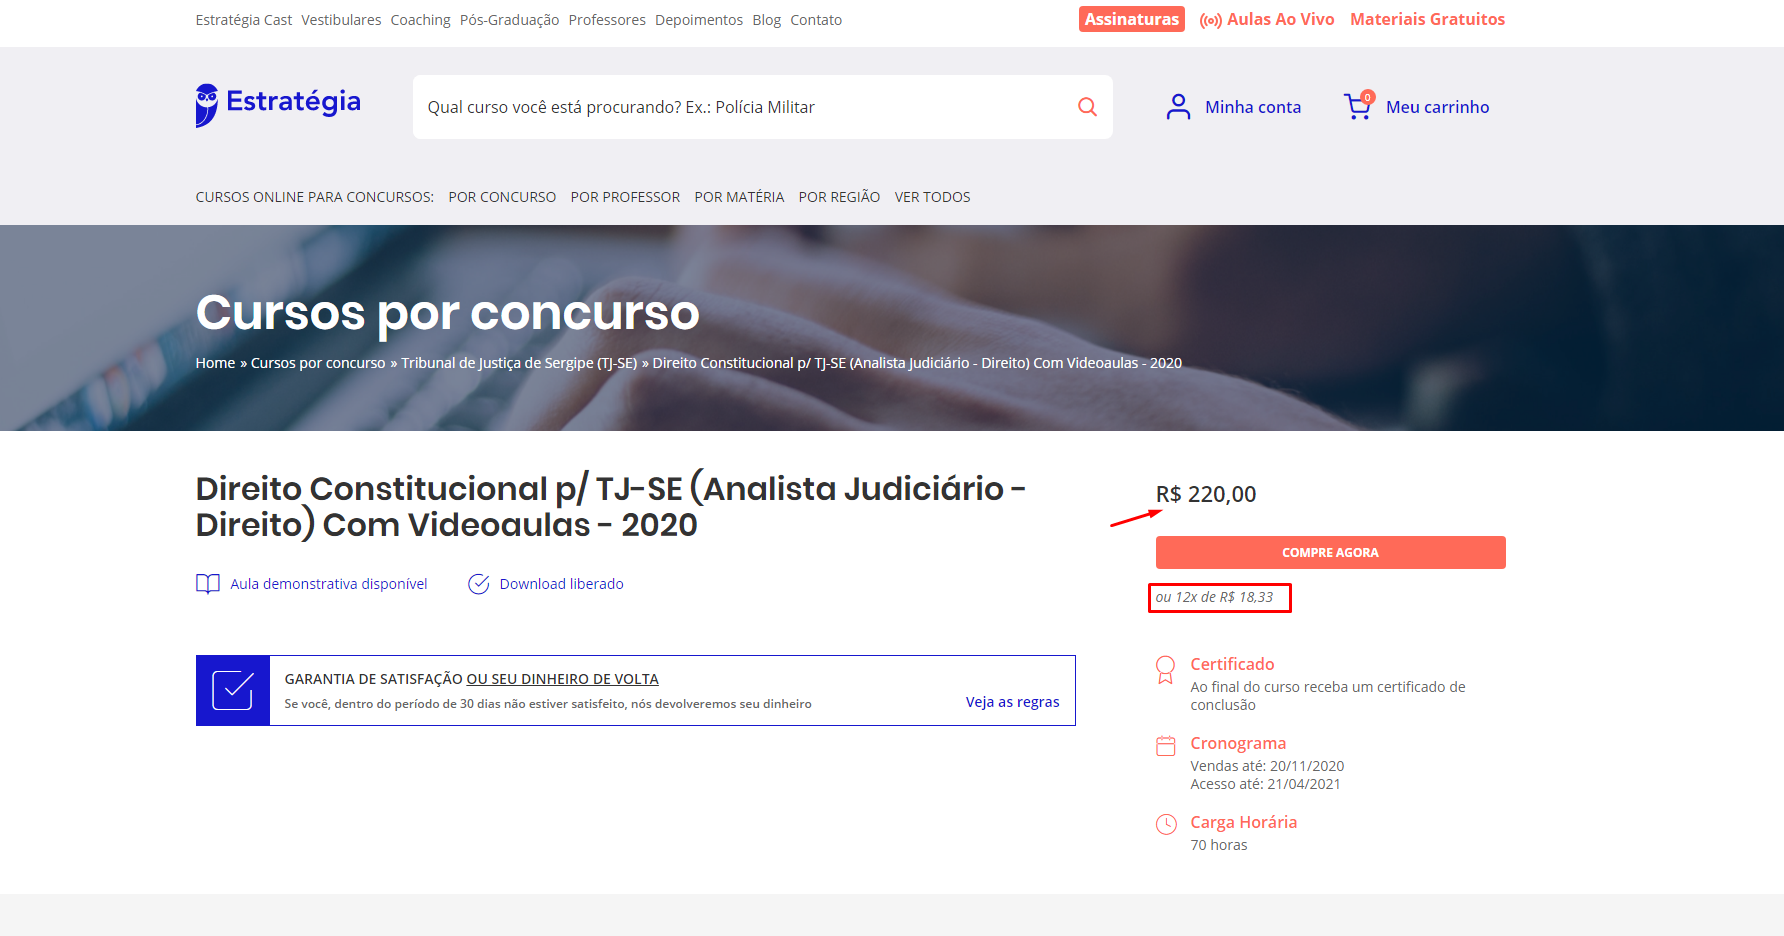 Estratégia Cast Vestibulares Coaching Pós-Graduação Professores Depoimentos Blog Contato
Assinaturas Aulas Ao Vivo Materiais Gratuitos
Estratégia
Qual curso você está procurando? Ex.: Polícia Militar
Minha conta
0
Meu carrinho
CURSOS ONLINE PARA CONCURSOS: POR CONCURSO POR PROFESSOR POR MATÉRIA POR REGIÃO VER TODOS
Cursos por concurso
Home » Cursos por concurso » Tribunal de Justiça de Sergipe (TJ-SE) » Direito Constitucional p/ TJ-SE (Analista Judiciário - Direito) Com Videoaulas - 2020
Direito Constitucional p/ TJ-SE (Analista Judiciário -
Direito) Com Videoaulas - 2020
Aula demonstrativa disponível Download liberado
GARANTIA DE SATISFAÇÃO OU SEU DINHEIRO DE VOLTA
Se você, dentro do período de 30 dias não estiver satisfeito, nós devolveremos seu dinheiro
Veja as regras
R$ 220,00
COMPRE AGORA
ou 12x de R$ 18,33
Certificado
Ao final do curso receba um certificado de
conclusão
Cronograma
Vendas até: 20/11/2020
Acesso até: 21/04/2021
Carga Horária
70 horas